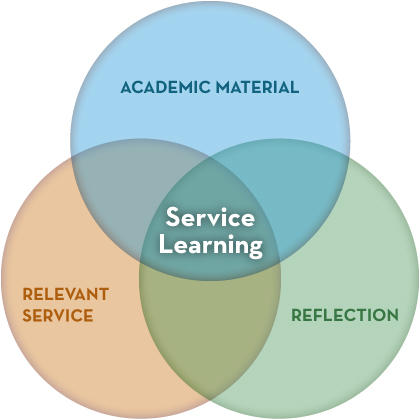 ACADEMIC MATERIAL
Service
Learning
RELEVANT
SERVICE
REFLECTION